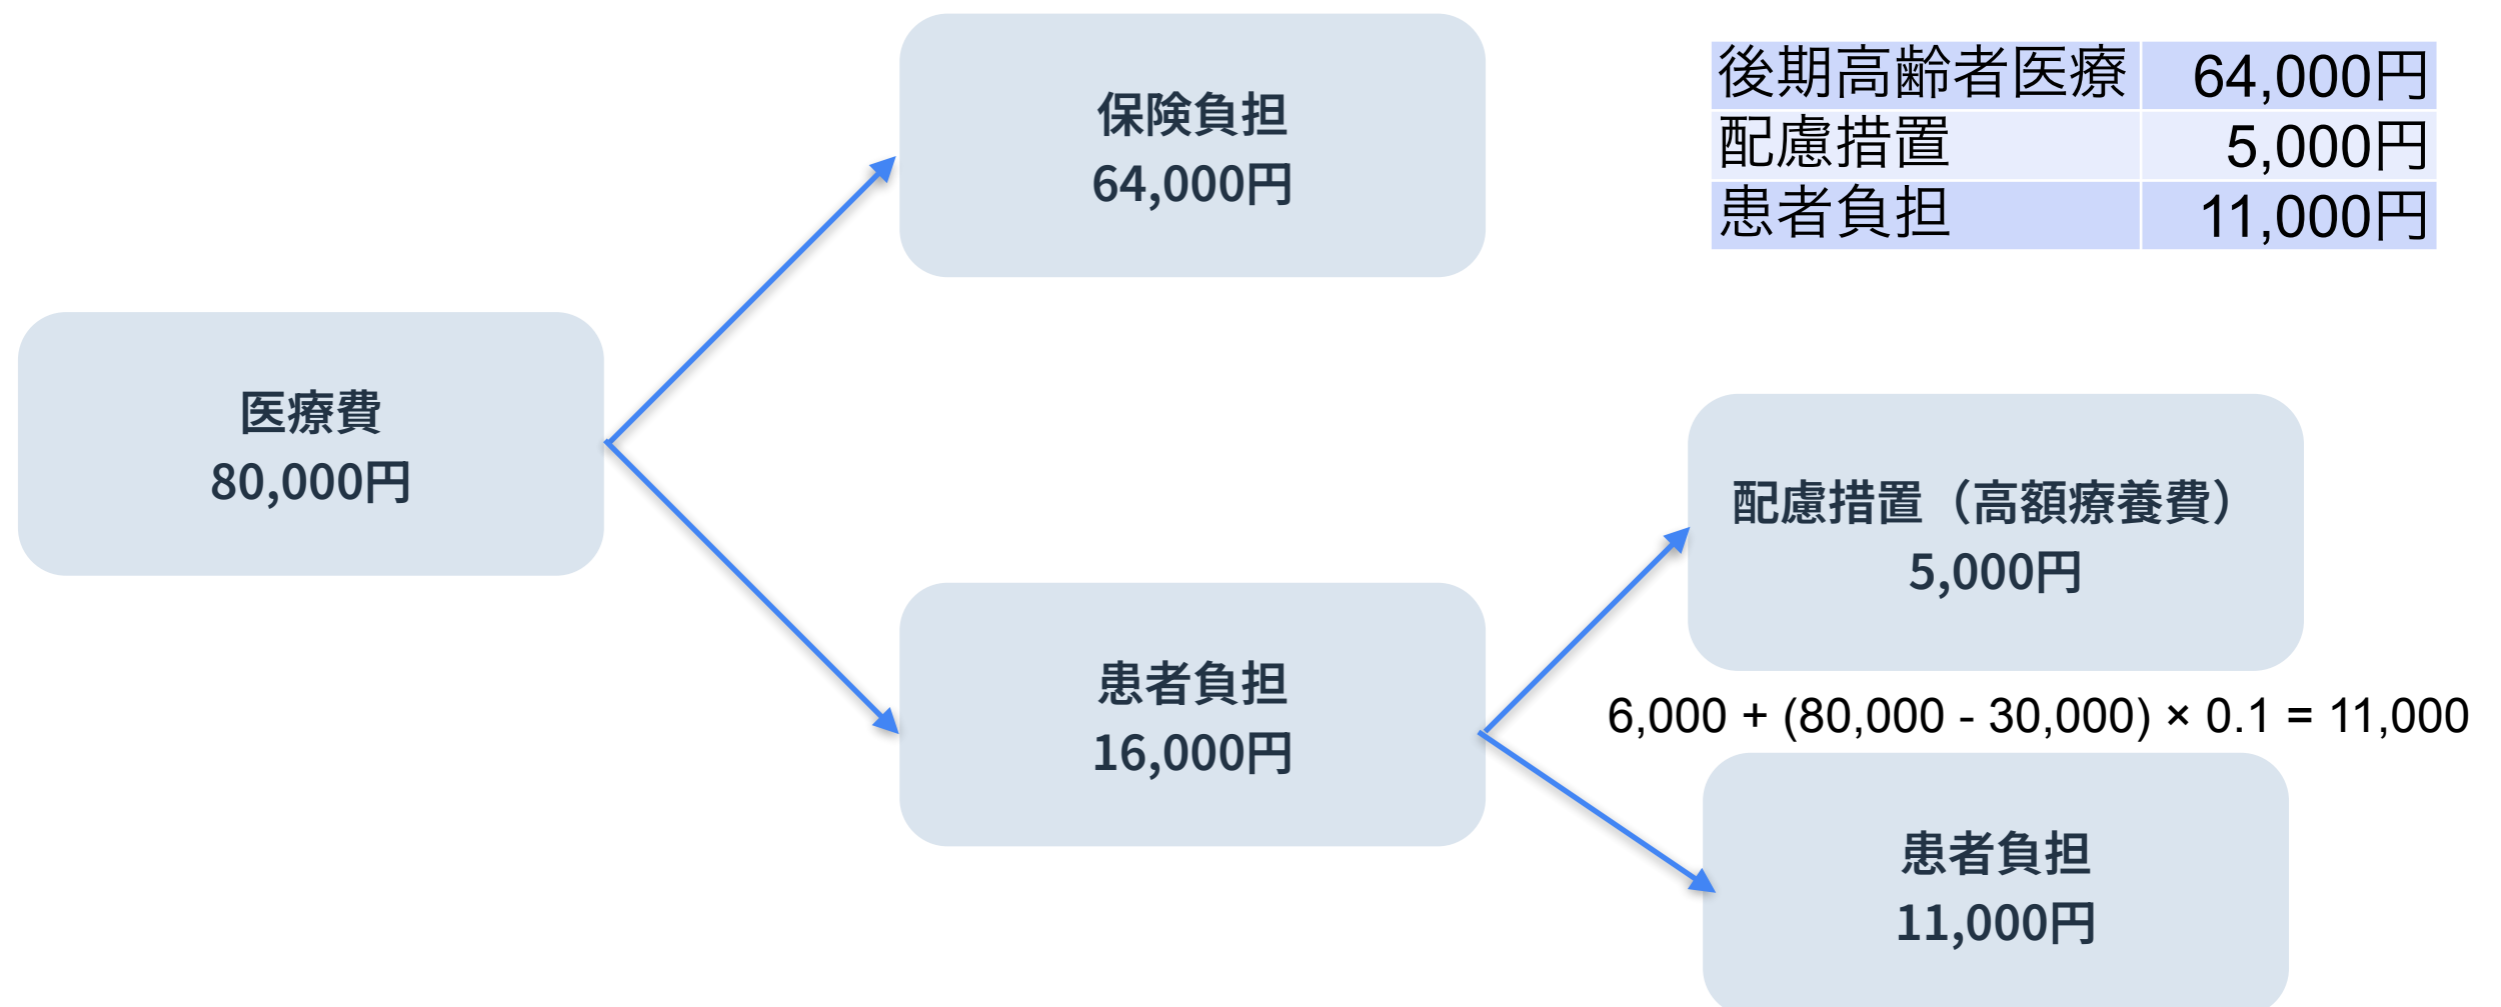 医療費
80,000円
保険負担
64,000円
患者負担
16,000円
後期高齢者医療 64,000円
配慮措置 5,000円
患者負担 11,000円
配慮措置（高額療養費）
5,000円
6,000 + (80,000 - 30,000) × 0.1 = 11,000
患者負担
11,000円